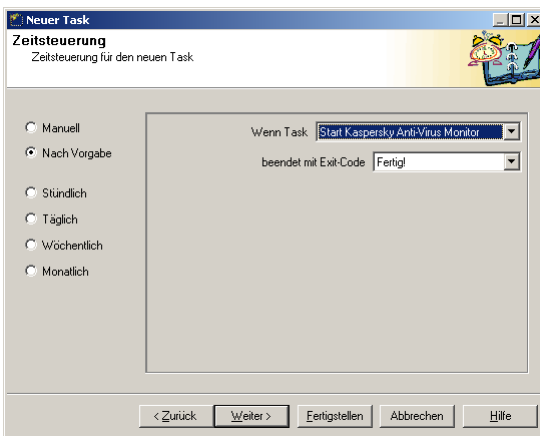 Neuer Task
Zeitsteuerung
Zeitsteuerung für den neuen Task
Manuell
Nach Vorgabe
Stündlich
Täglich
Wöchentlich
Monatlich
Wenn Task Start Kaspersky Anti-Virus Monitor
beendet mit Exit-Code Fertig!
< Zurück Weiter > Fertigstellen Abbrechen Hilfe